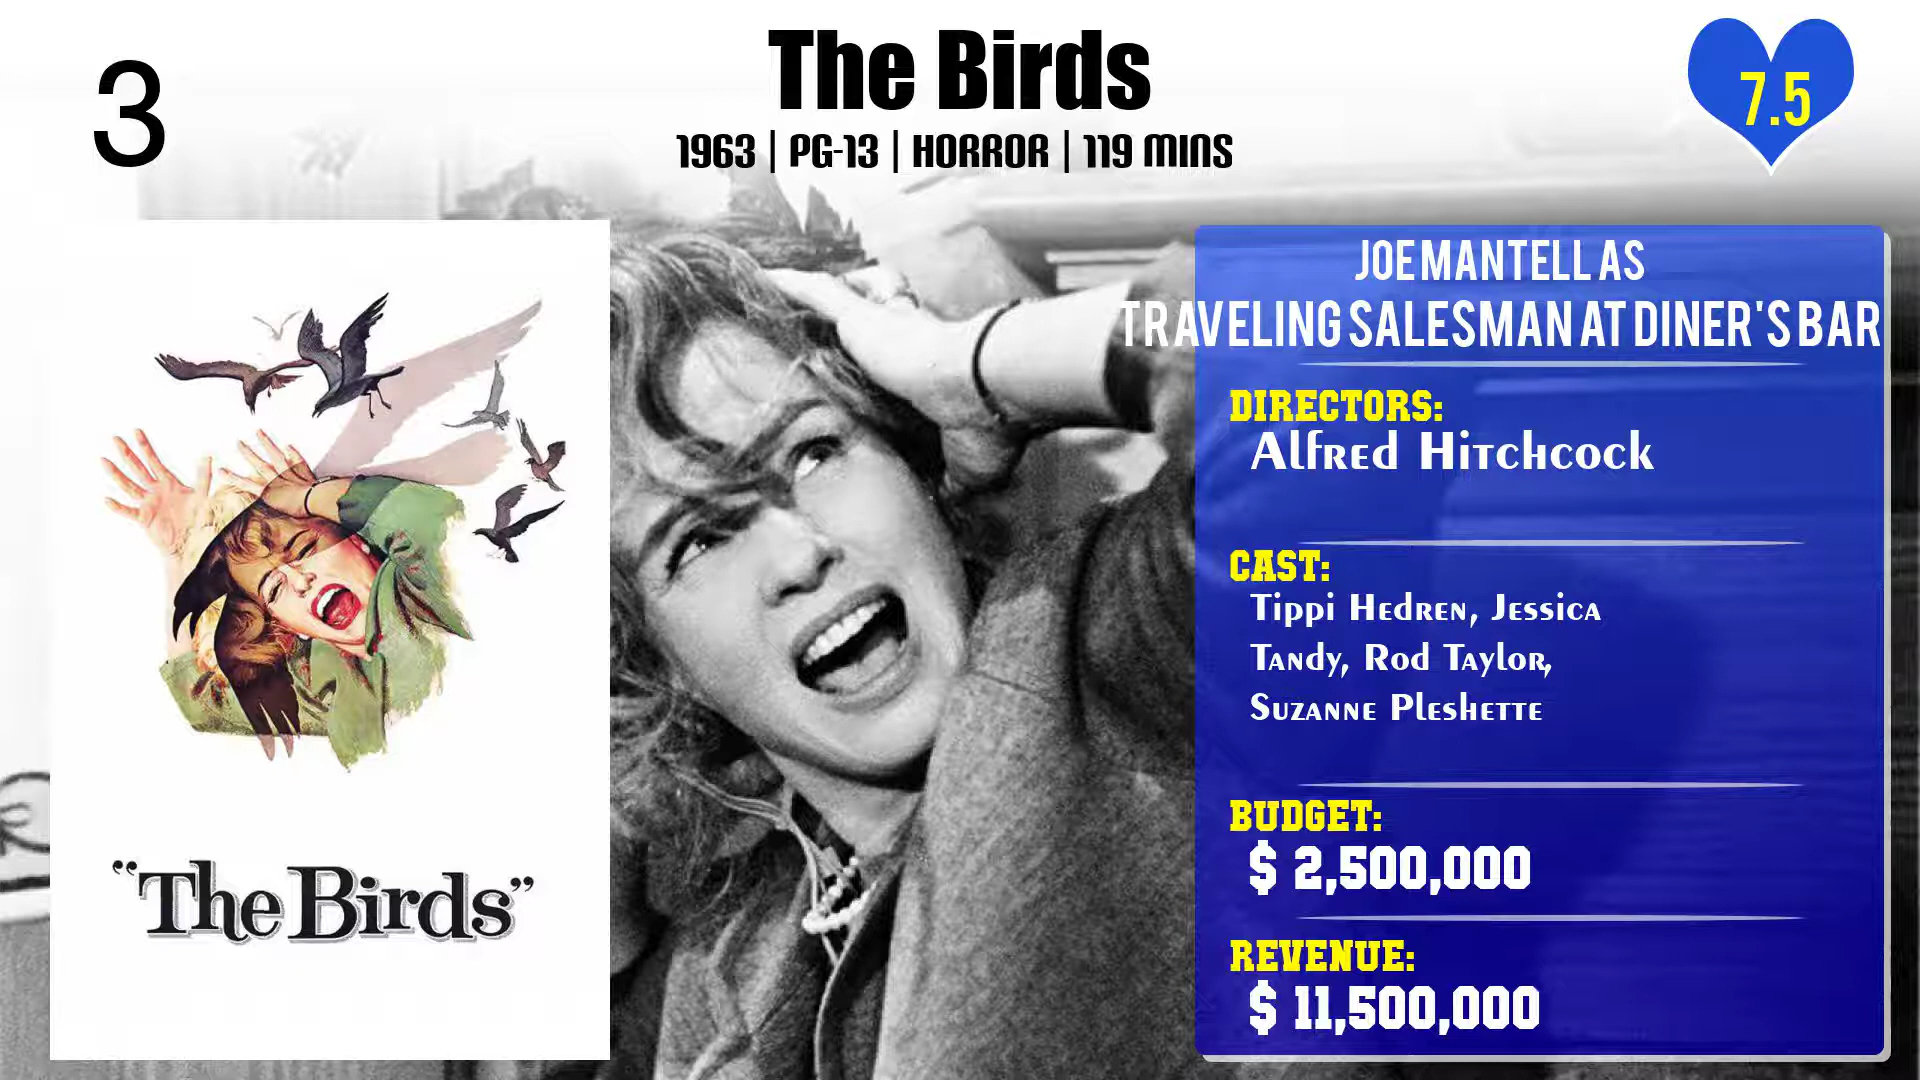 3
The Birds
1963 | PG-13 | HORROR | 119 MINS
7.5
"The Birds"
JOE MANTELL AS
TRAVELING SALESMAN AT DINER'S BAR
DIRECTORS:
Alfred Hitchcock
CAST:
Tippi Hedren, Jessica
Tandy, Rod Taylor,
Suzanne Pleshette
BUDGET:
$ 2,500,000
REVENUE:
$ 11,500,000